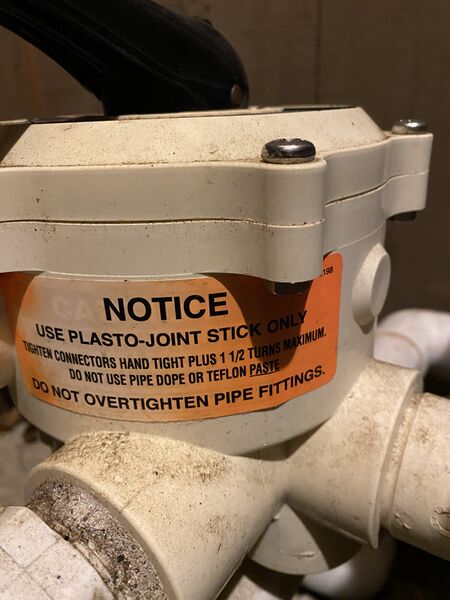 NOTICE
USE PLASTO-JOINT STICK ONLY
TIGHTEN CONNECTORS HAND TIGHT PLUS 1 1/2 TURNS MAXIMUM.
DO NOT USE PIPE DOPE OR TEFLON PASTE
DO NOT OVERTIGHTEN PIPE FITTINGS.